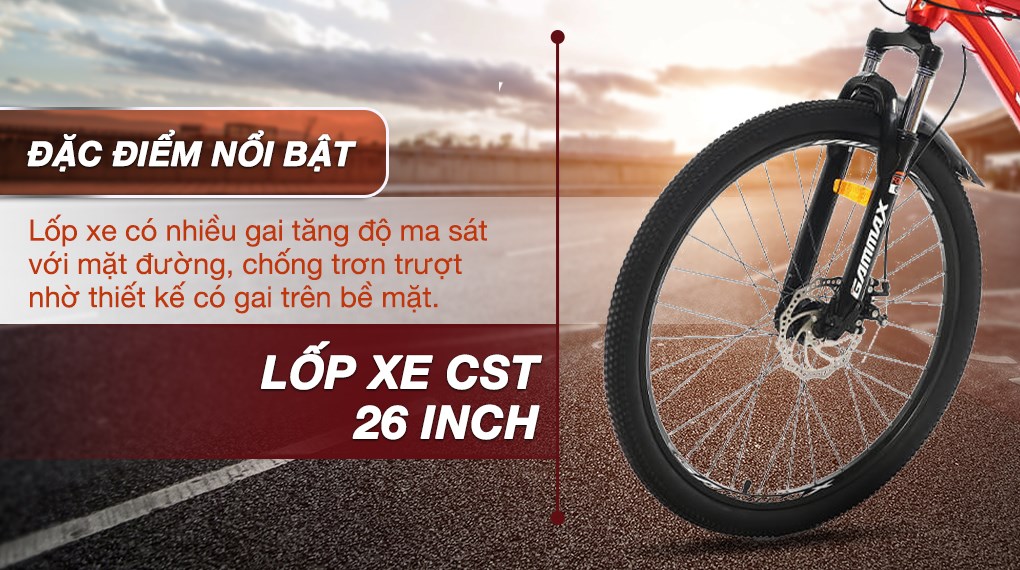 ĐẶC ĐIỂM NỔI BẬT
Lốp xe có nhiều gai tăng độ ma sát
với mặt đường, chống trơn trượt
nhờ thiết kế có gai trên bề mặt.
LỐP XE CST
26 INCH
GAMMAX